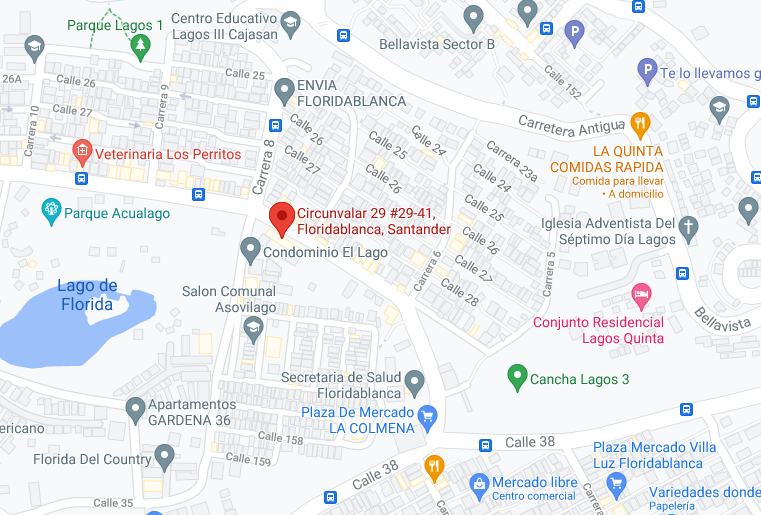 Parque Lagos 1
Centro Educativo
Lagos III Cajasan
Bellavista Sector B
Calle 152
Te lo llevamos g
26A
Calle 25
Calle 26
Calle 27
Carrera 10
Carrera 9
Carrera 8
ENVIA
FLORIDABLANCA
Calle 26
Calle 27
Calle 24
Calle 25
Calle 26
Carretera Antigua
Carrera 23a
Calle 24
Calle 25
Calle 26
Calle 27
Calle 28
LA QUINTA
COMIDAS RAPIDA
Comida para llevar
• A domicilio
Veterinaria Los Perritos
Parque Acualago
Circunvalar 29 #29-41,
Floridablanca, Santander
Condominio El Lago
Iglesia Adventista Del
Séptimo Día Lagos
Carrera 6
Carrera 5
Lago de
Florida
Salon Comunal
Asovilago
Conjunto Residencial
Lagos Quinta
Bellavista
Secretaria de Salud
Floridablanca
Cancha Lagos 3
Apartamentos
GARDENA 36
Plaza De Mercado
LA COLMENA
ericano
Florida Del Country
Calle 158
Calle 159
Calle 38
Calle 38
Plaza Mercado Villa
Luz Floridablanca
Mercado libre
Centro comercial
Carrera
Variedades donde
Papelería
Calle 35